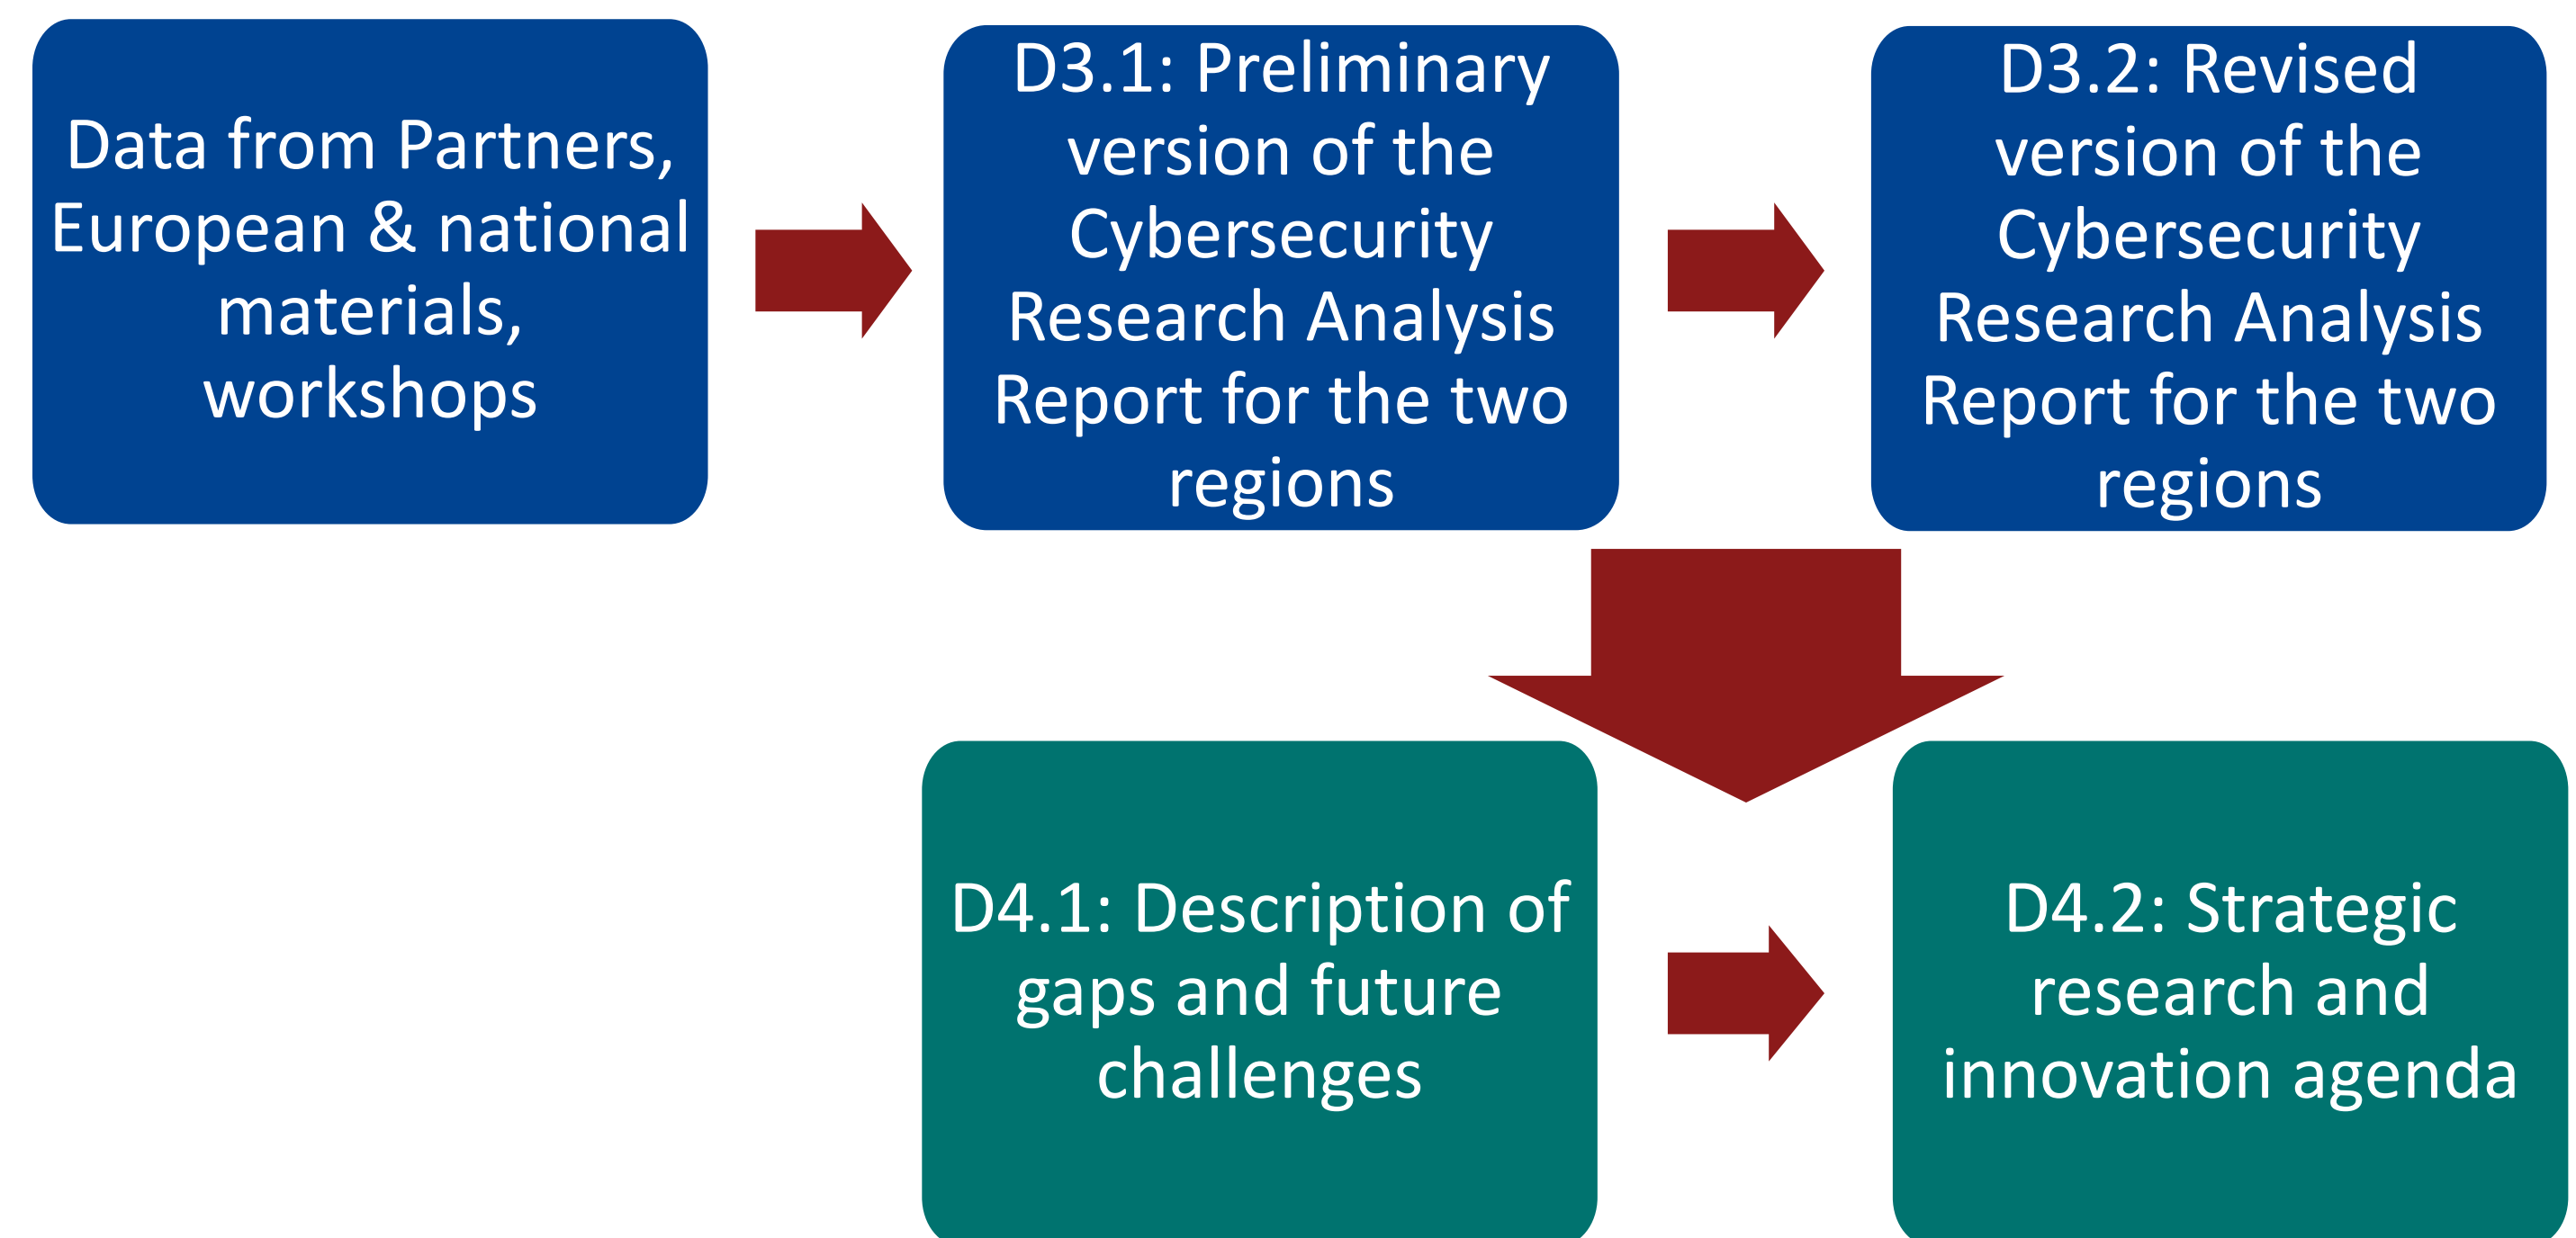 Data from Partners,
European & national
materials,
workshops
D3.1: Preliminary
version of the
Cybersecurity
Research Analysis
Report for the two
regions
D3.2: Revised
version of the
Cybersecurity
Research Analysis
Report for the two
regions
D4.1: Description of
gaps and future
challenges
D4.2: Strategic
research and
innovation agenda